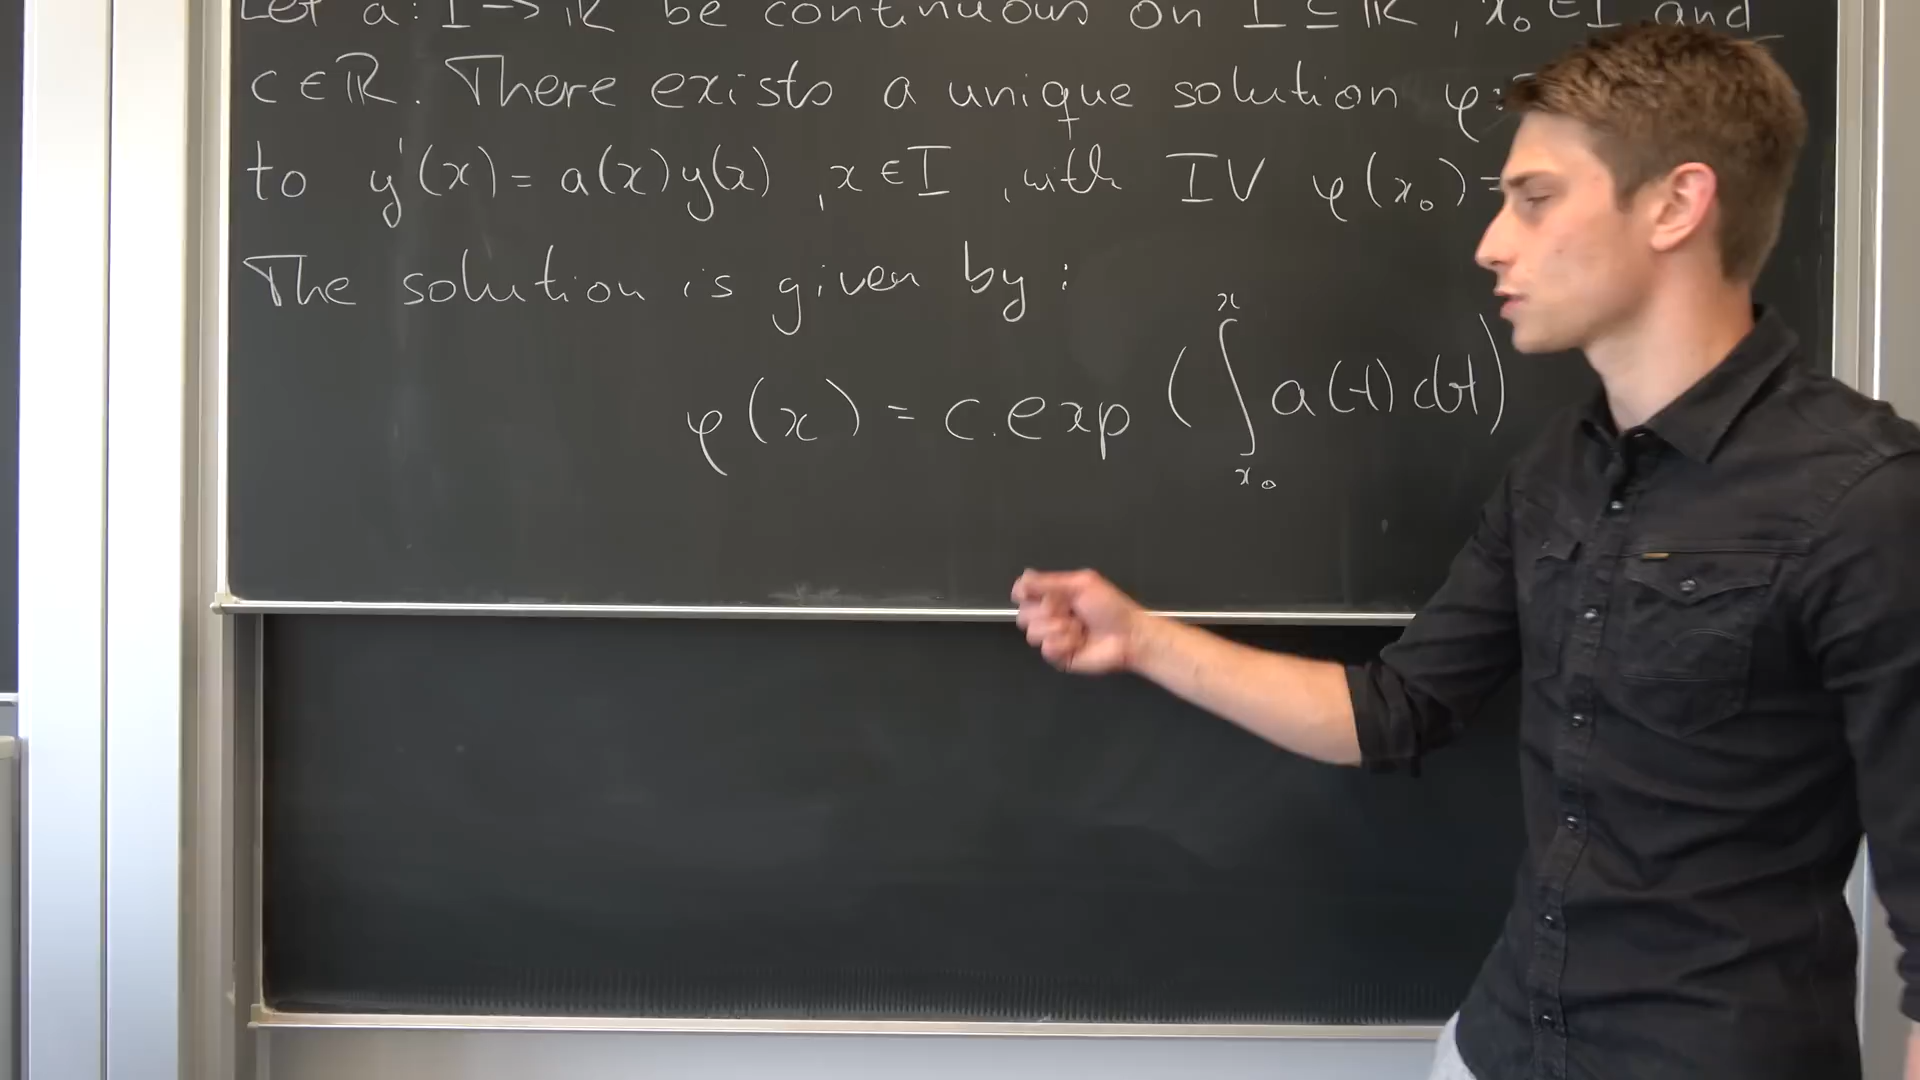 Let a: I → ℝ be continuous on I ⊆ ℝ, x₀ ∈ I and
c ∈ ℝ. There exists a unique solution φ:
to y'(x) = a(x)y(x), x ∈ I, with IV φ(x₀) =
The solution is given by:
φ(x) = c.exp (∫_{x₀}^{x} a(t) dt)